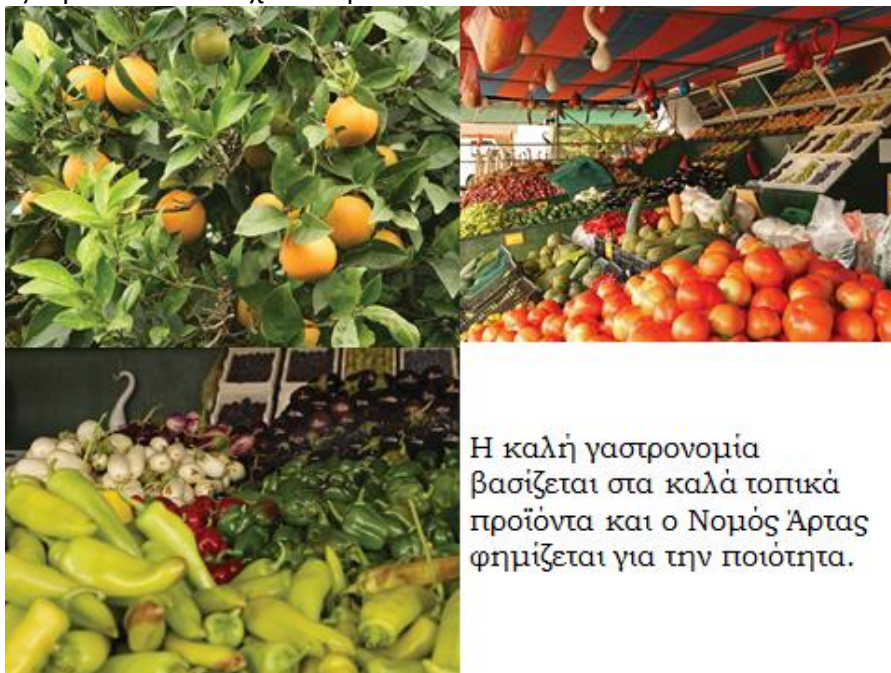 Η καλή γαστρονομία
βασίζεται στα καλά τοπικά
προϊόντα και ο Νομός Άρτας
φημίζεται για την ποιότητα.